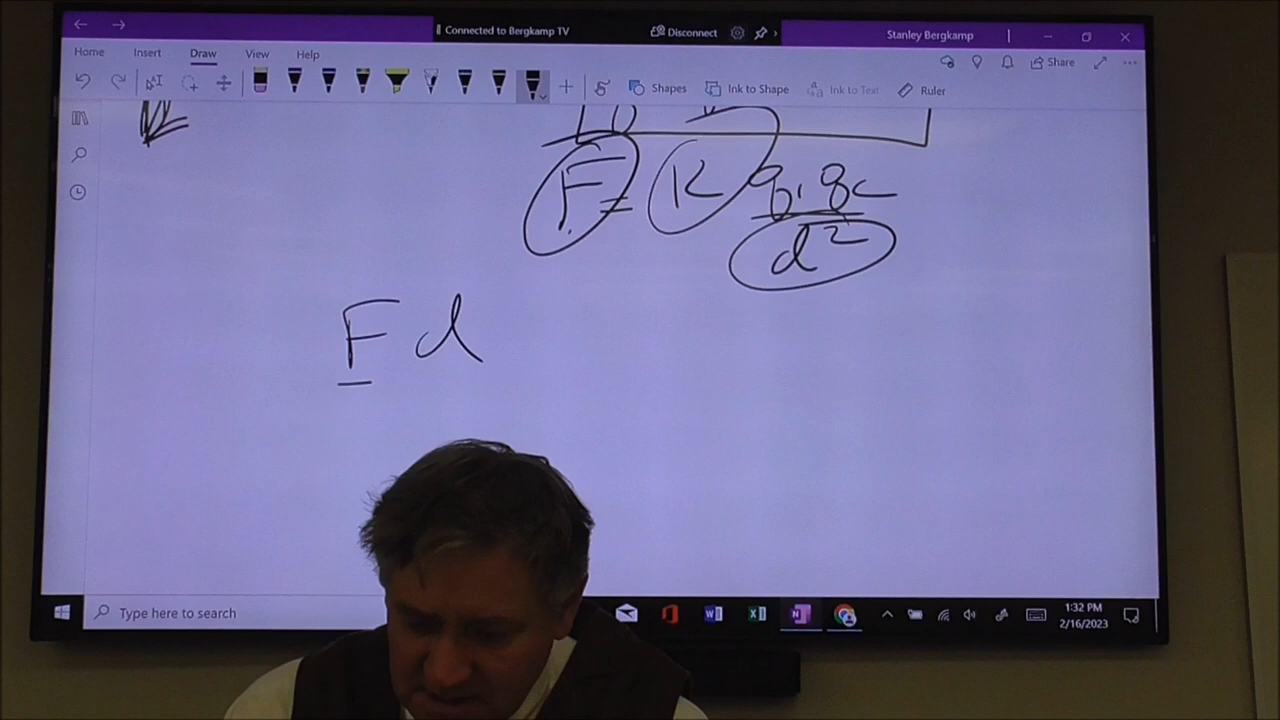 Connected to Bergkamp TV
Disconnect
Stanley Bergkamp
Home Insert Draw View Help
Share
Shapes
Ink to Shape
Ink to Text
Ruler
F = K q₁ q₂
d²
F d
Type here to search
1:32 PM
2/16/2023